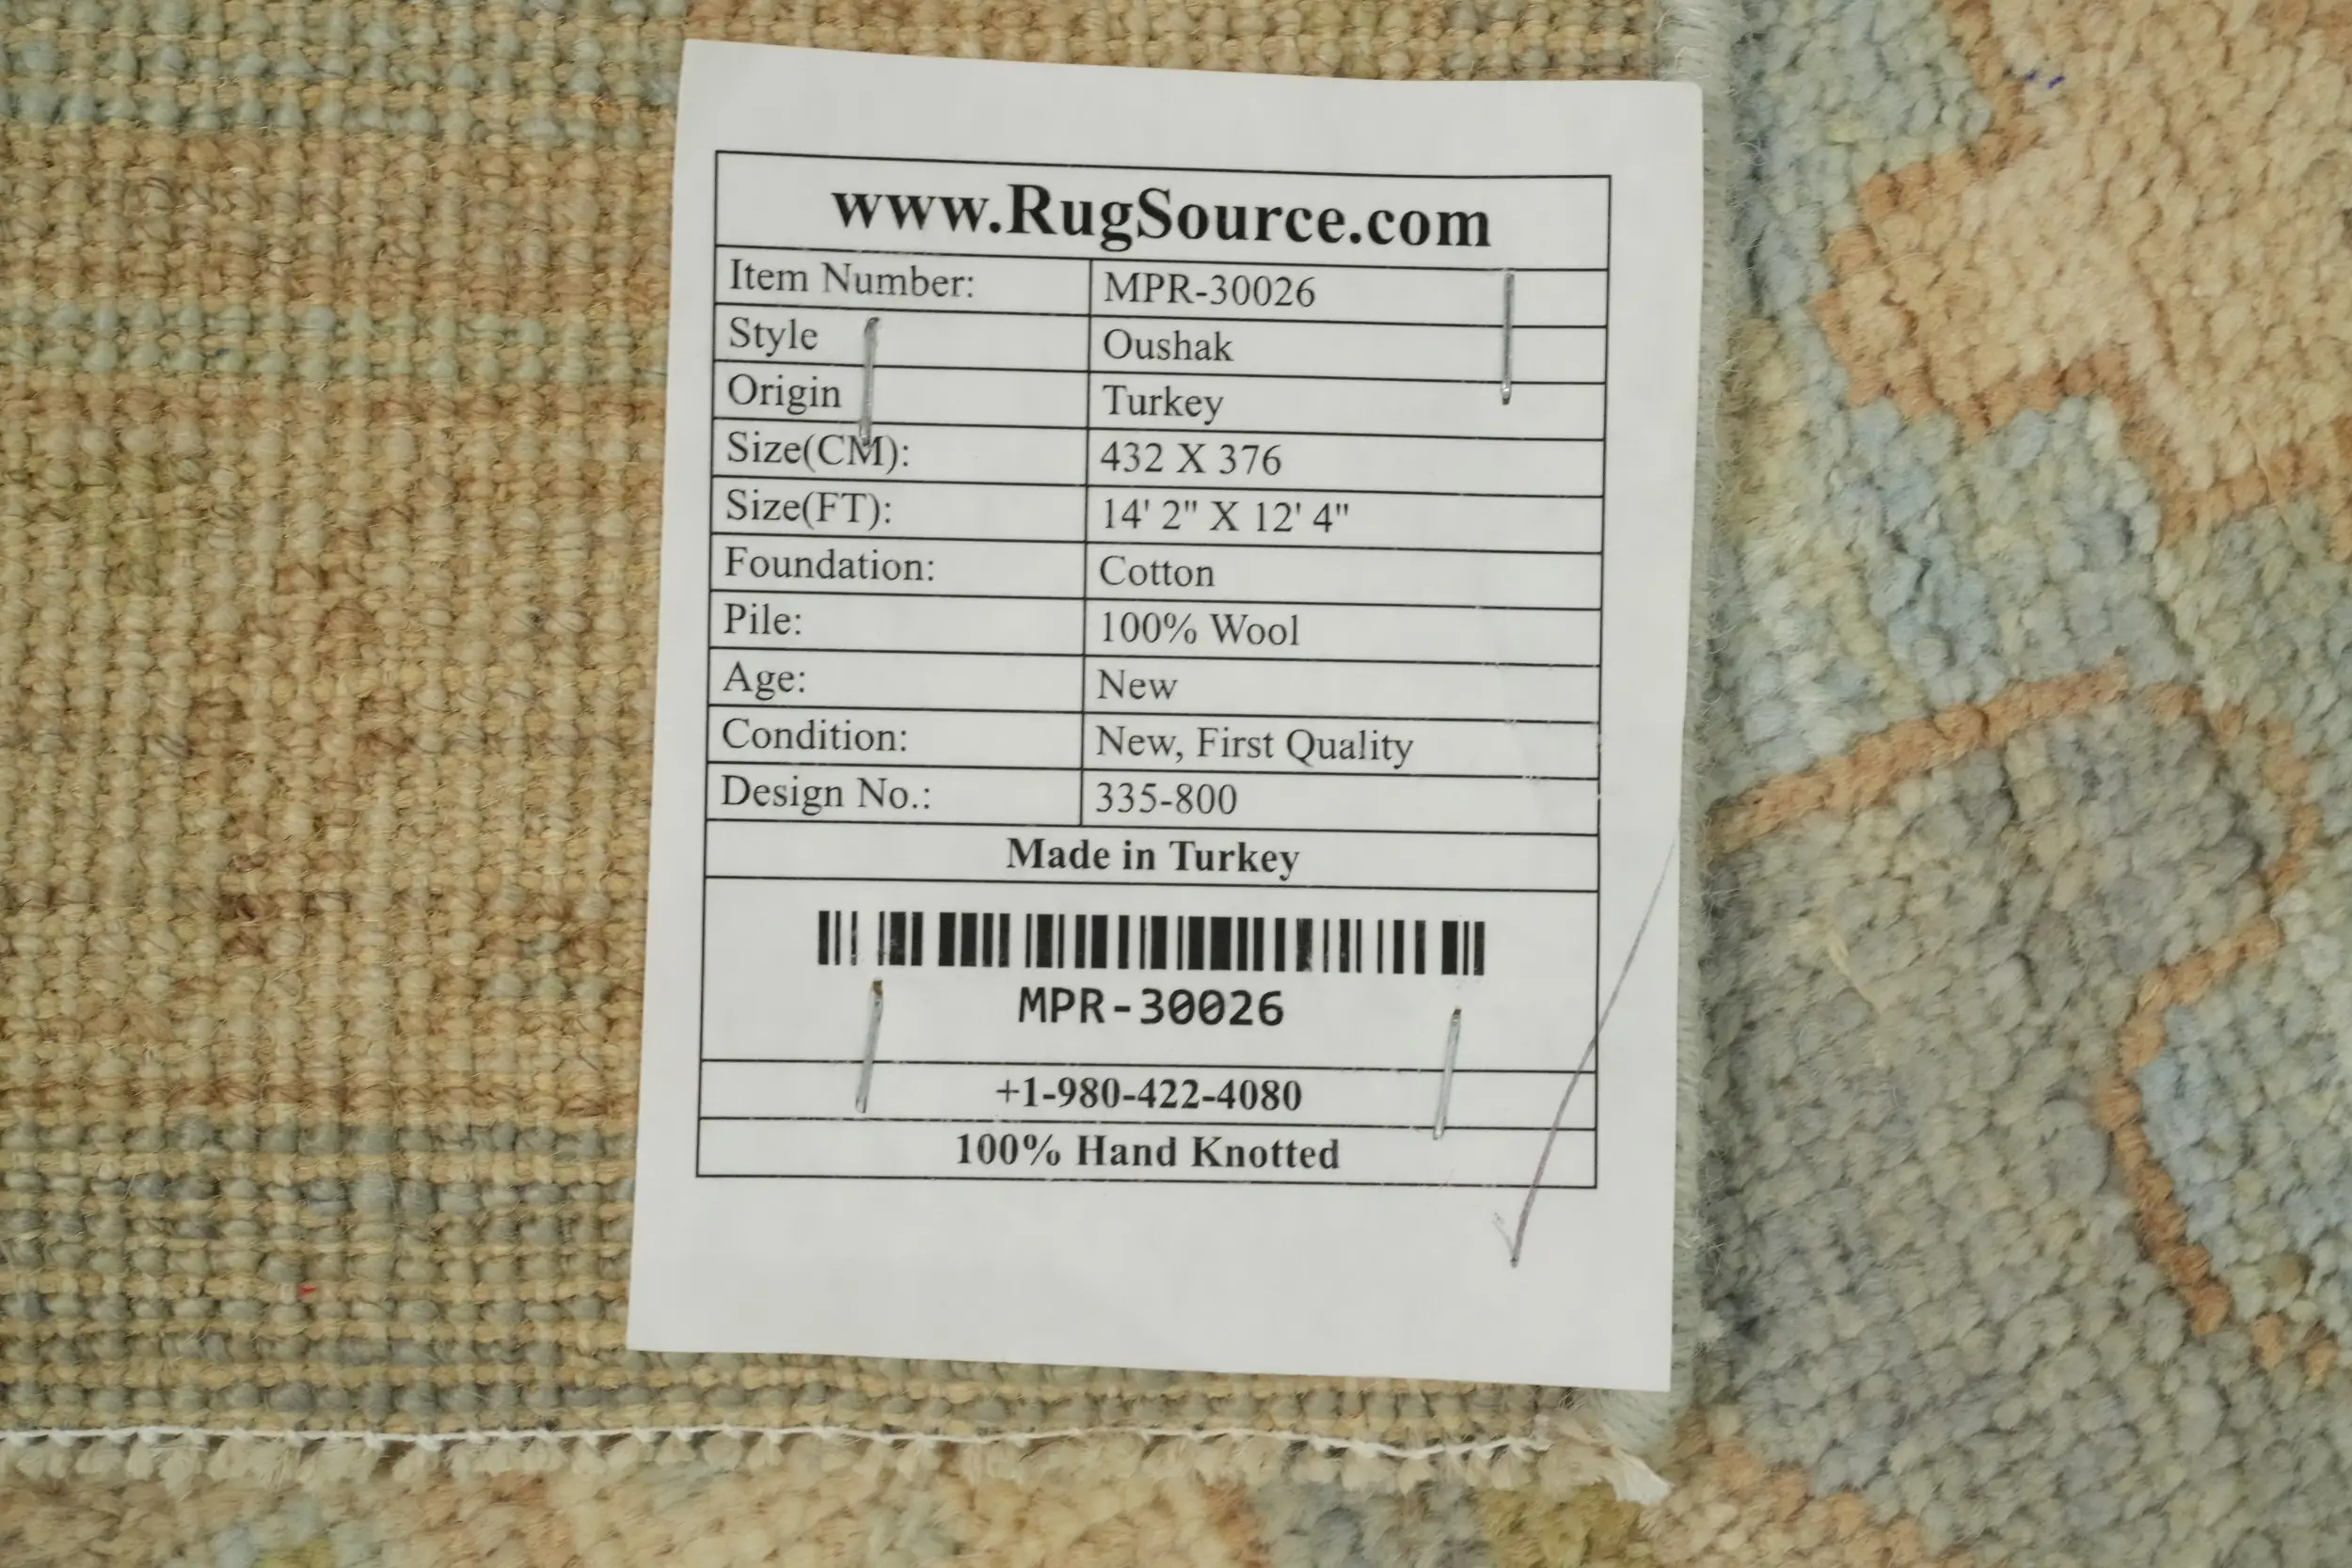 www.RugSource.com
Item Number: MPR-30026
Style Oushak
Origin Turkey
Size(CM): 432 X 376
Size(FT): 14' 2" X 12' 4"
Foundation: Cotton
Pile: 100% Wool
Age: New
Condition: New, First Quality
Design No.: 335-800
Made in Turkey
MPR-30026
+1-980-422-4080
100% Hand Knotted